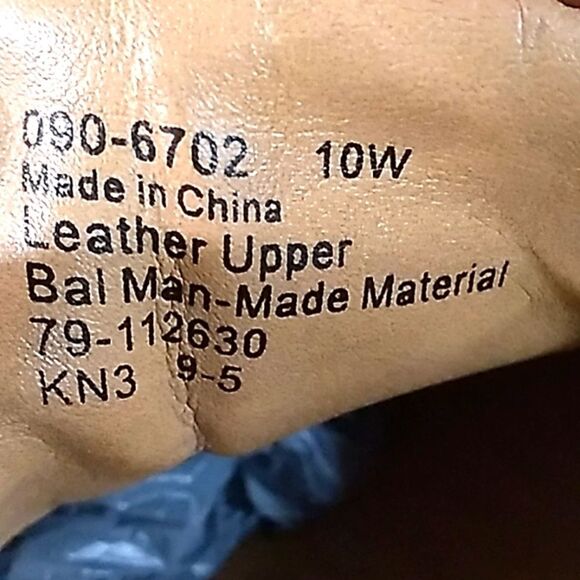 090-6702 10W
Made in China
Leather Upper
Bal Man-Made Material
79-112630
KN3 9-5